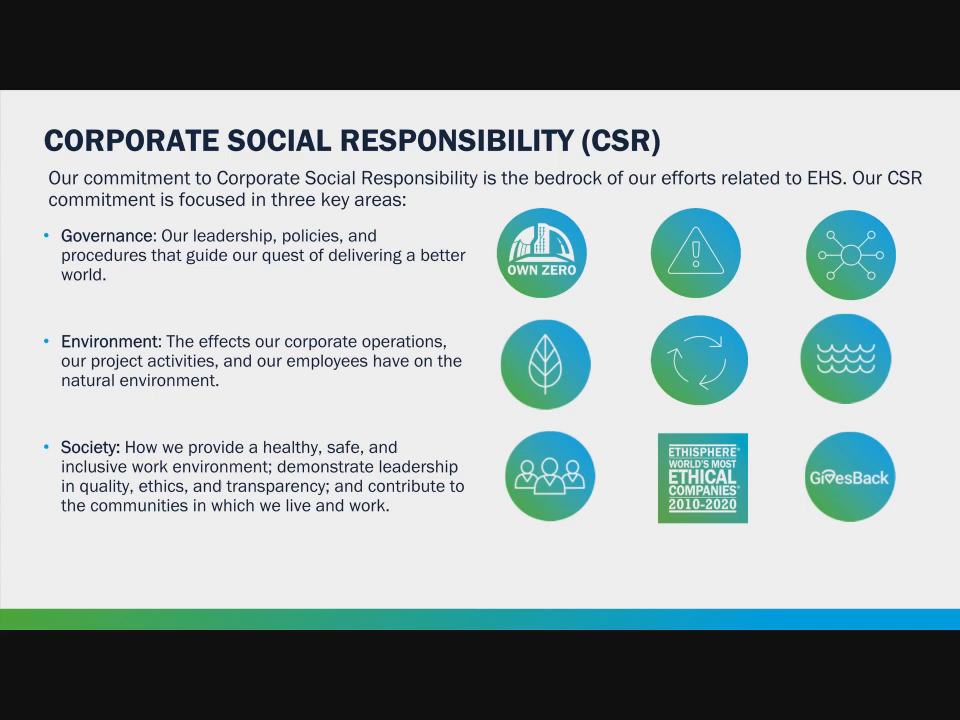 CORPORATE SOCIAL RESPONSIBILITY (CSR)
Our commitment to Corporate Social Responsibility is the bedrock of our efforts related to EHS. Our CSR
commitment is focused in three key areas:
• Governance: Our leadership, policies, and
procedures that guide our quest of delivering a better
world.
OWN ZERO
• Environment: The effects our corporate operations,
our project activities, and our employees have on the
natural environment.
• Society: How we provide a healthy, safe, and
inclusive work environment; demonstrate leadership
in quality, ethics, and transparency; and contribute to
the communities in which we live and work.
ETHISPHERE®
WORLD'S MOST
ETHICAL
COMPANIES®
2010-2020
GivesBack